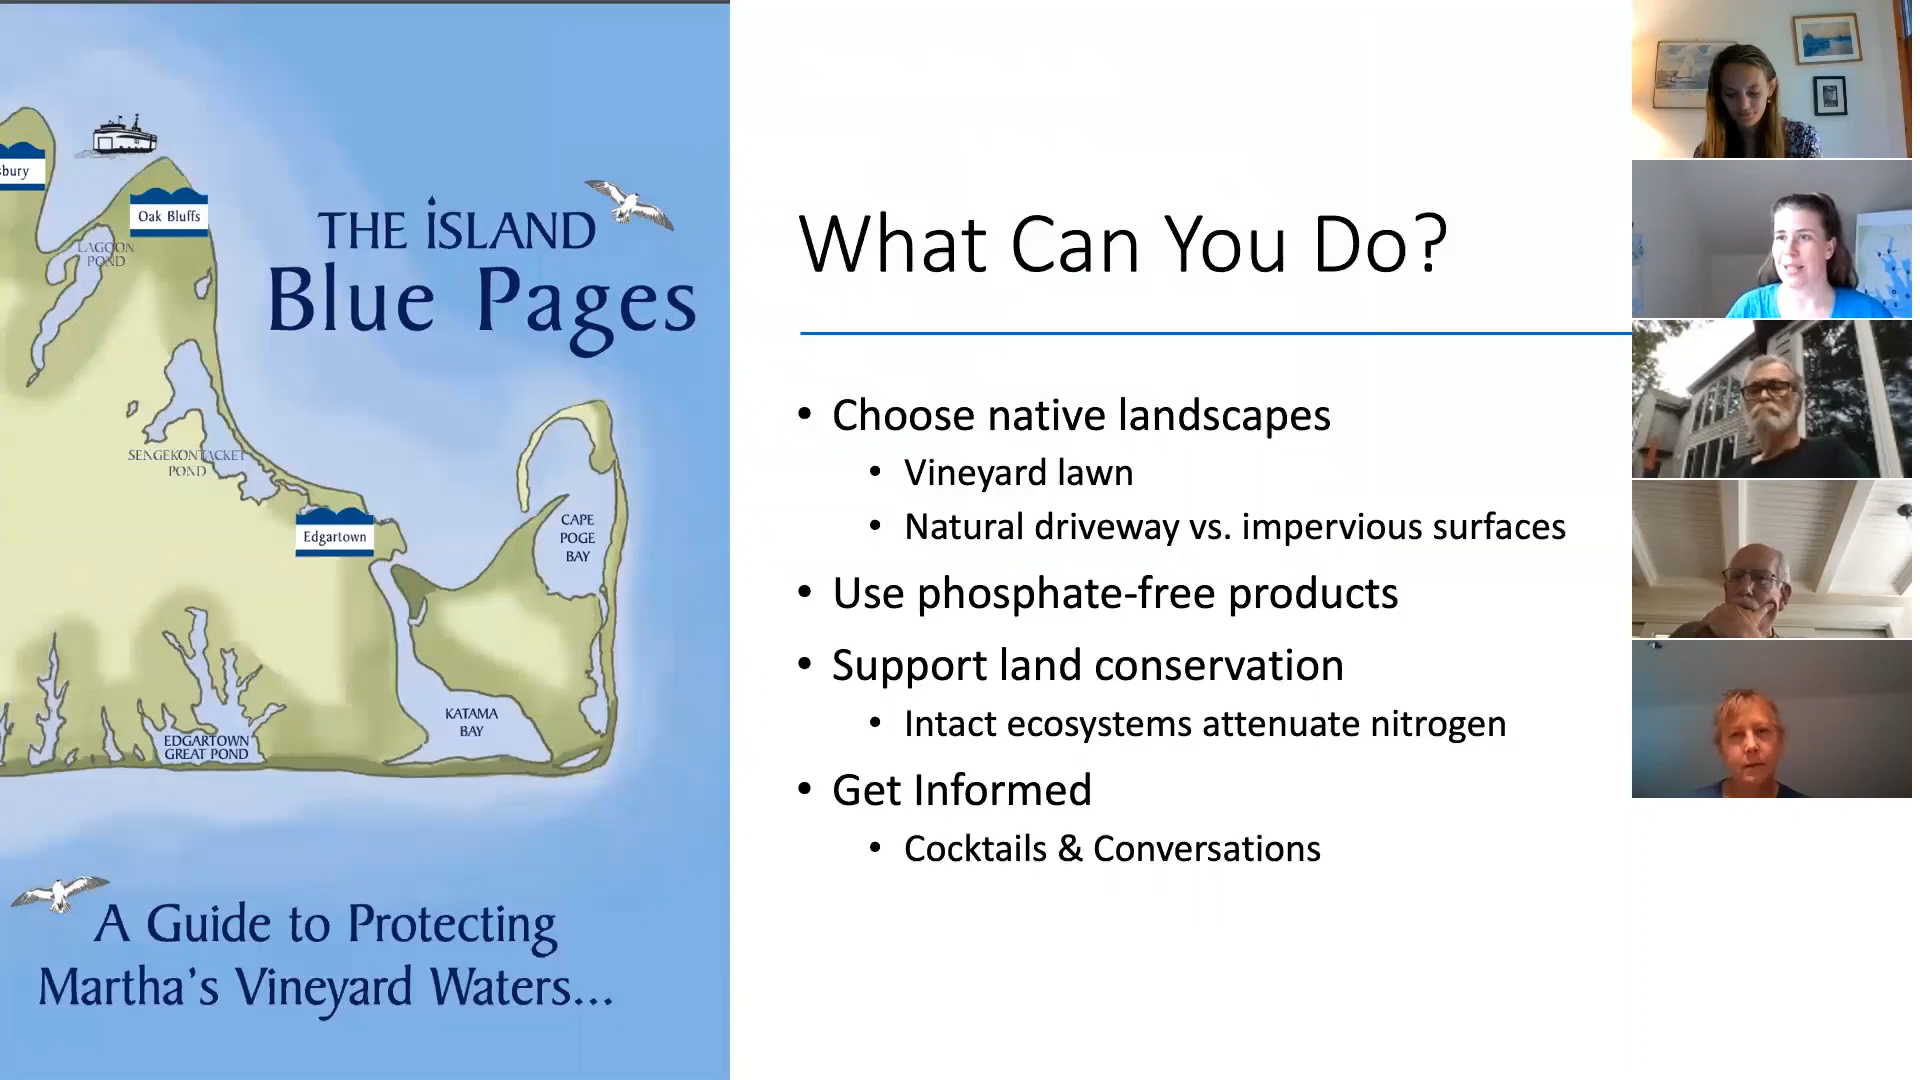 sbury
Oak Bluffs
LAGOON
POND
THE iSLAND
Blue Pages
SENGEKONTACKET
POND
Edgartown
CAPE
POGE
BAY
KATAMA
BAY
EDGARTOWN
GREAT POND
A Guide to Protecting
Martha's Vineyard Waters...
What Can You Do?
• Choose native landscapes
• Vineyard lawn
• Natural driveway vs. impervious surfaces
• Use phosphate-free products
• Support land conservation
• Intact ecosystems attenuate nitrogen
• Get Informed
• Cocktails & Conversations